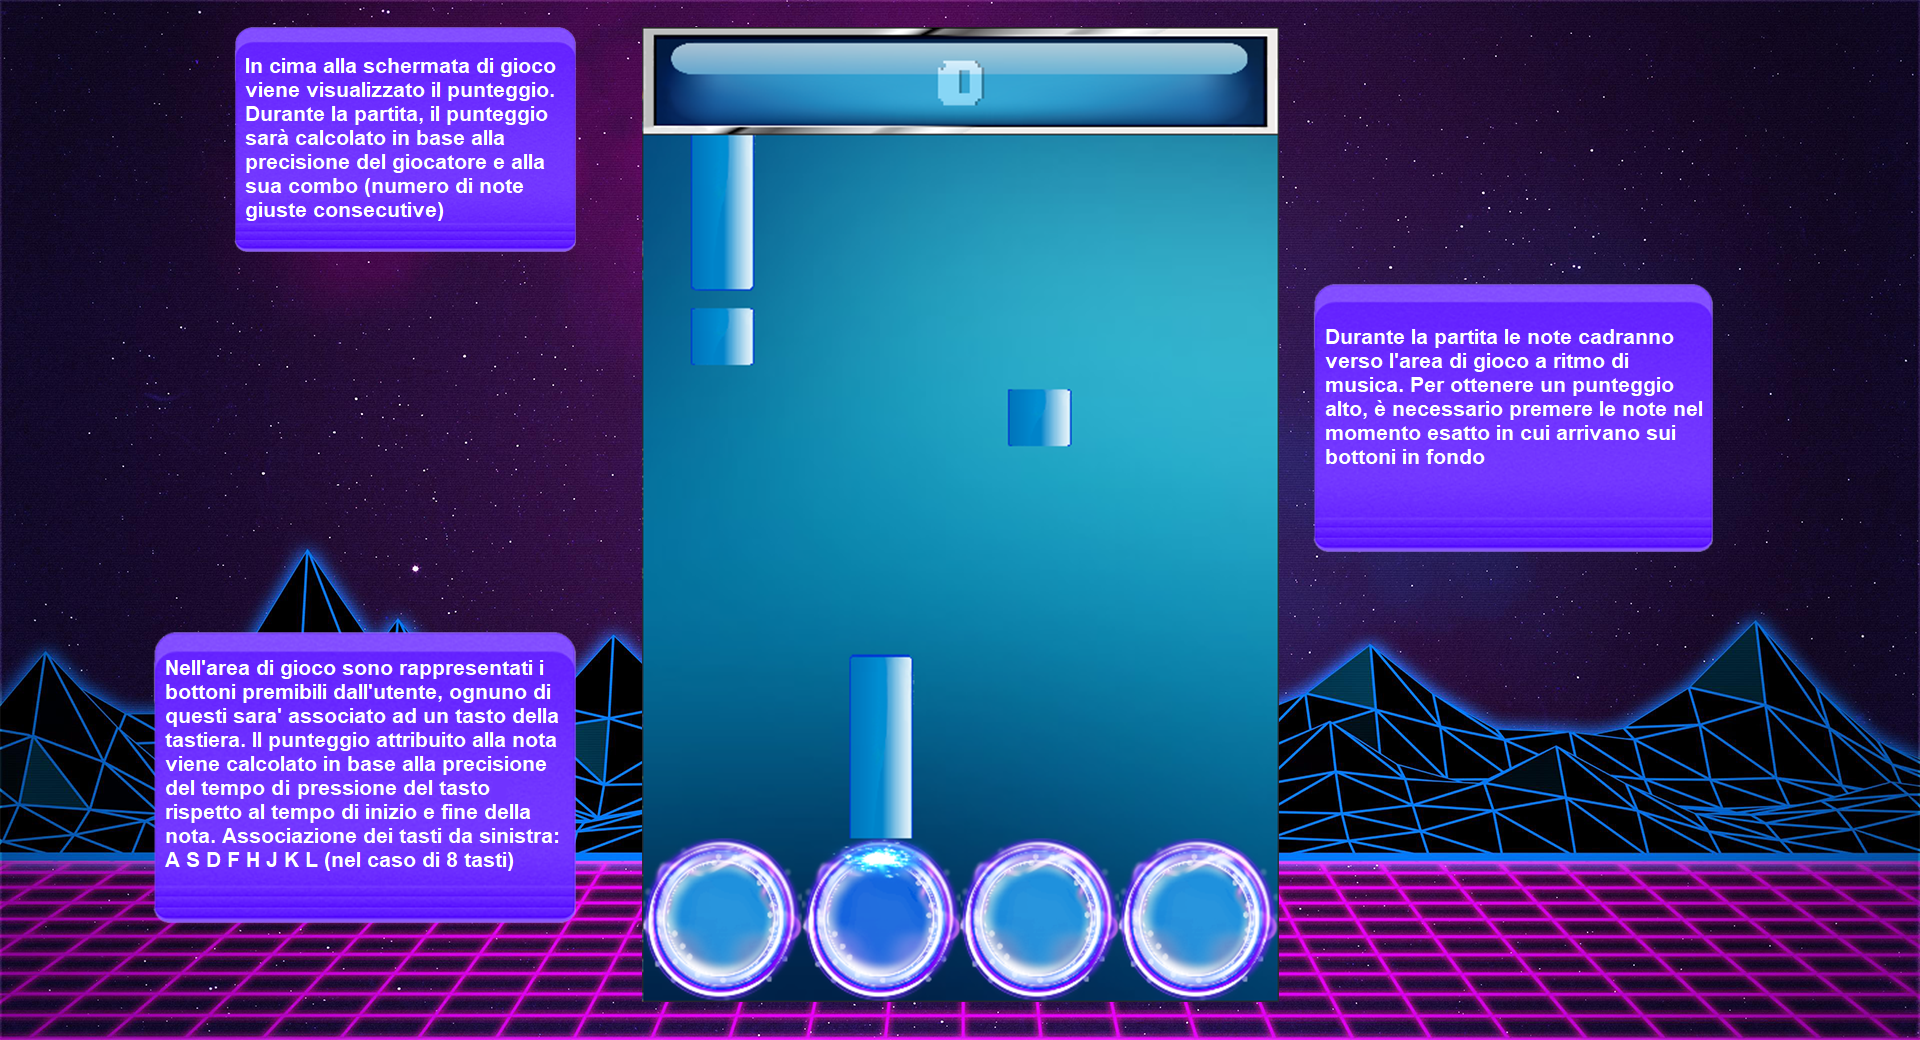 In cima alla schermata di gioco
viene visualizzato il punteggio.
Durante la partita, il punteggio
sarà calcolato in base alla
precisione del giocatore e alla
sua combo (numero di note
giuste consecutive)
0
Durante la partita le note cadranno
verso l'area di gioco a ritmo di
musica. Per ottenere un punteggio
alto, è necessario premere le note nel
momento esatto in cui arrivano sui
bottoni in fondo
Nell'area di gioco sono rappresentati i
bottoni premibili dall'utente, ognuno di
questi sara' associato ad un tasto della
tastiera. Il punteggio attribuito alla nota
viene calcolato in base alla precisione
del tempo di pressione del tasto
rispetto al tempo di inizio e fine della
nota. Associazione dei tasti da sinistra:
A S D F H J K L (nel caso di 8 tasti)